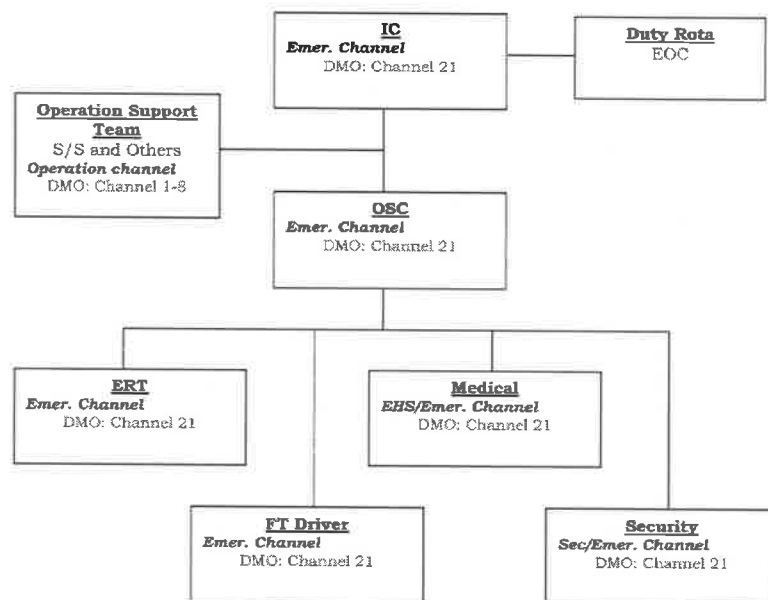 IC
Emer. Channel
DMO: Channel 21
Duty Rota
EOC
Operation Support
Team
S/S and Others
Operation channel
DMO: Channel 1-8
OSC
Emer. Channel
DMO: Channel 21
ERT
Emer. Channel
DMO: Channel 21
Medical
EHS/Emer. Channel
DMO: Channel 21
FT Driver
Emer. Channel
DMO: Channel 21
Security
Sec/Emer. Channel
DMO: Channel 21